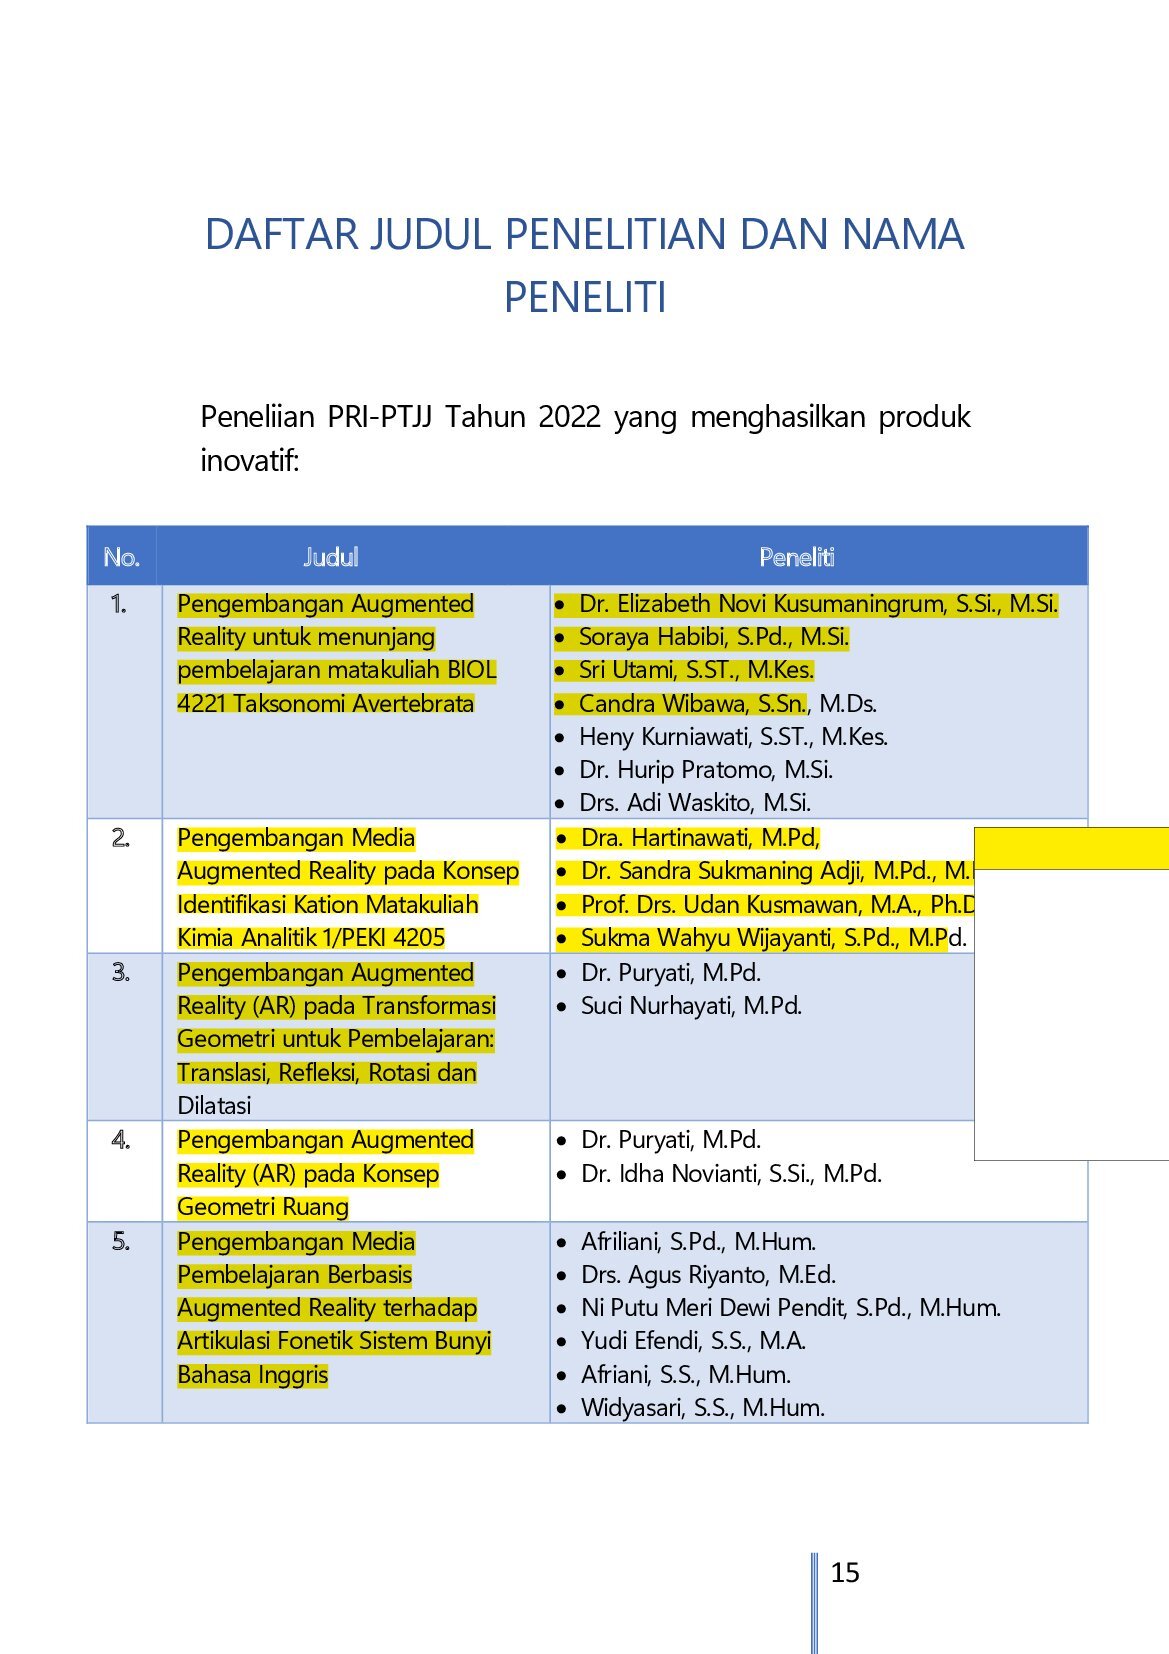 DAFTAR JUDUL PENELITIAN DAN NAMA
PENELITI
Peneliian PRI-PTJJ Tahun 2022 yang menghasilkan produk
inovatif:
No. Judul Peneliti
1. Pengembangan Augmented
Reality untuk menunjang
pembelajaran matakuliah BIOL
4221 Taksonomi Avertebrata
• Dr. Elizabeth Novi Kusumaningrum, S.Si., M.Si.
• Soraya Habibi, S.Pd., M.Si.
• Sri Utami, S.ST., M.Kes.
• Candra Wibawa, S.Sn., M.Ds.
• Heny Kurniawati, S.ST., M.Kes.
• Dr. Hurip Pratomo, M.Si.
• Drs. Adi Waskito, M.Si.
2. Pengembangan Media
Augmented Reality pada Konsep
Identifikasi Kation Matakuliah
Kimia Analitik 1/PEKI 4205
• Dra. Hartinawati, M.Pd,
• Dr. Sandra Sukmaning Adji, M.Pd.,
• Prof. Drs. Udan Kusmawan, M.A., Ph.D
• Sukma Wahyu Wijayanti, S.Pd., M.Pd.
3. Pengembangan Augmented
Reality (AR) pada Transformasi
Geometri untuk Pembelajaran:
Translasi, Refleksi, Rotasi dan
Dilatasi
• Dr. Puryati, M.Pd.
• Suci Nurhayati, M.Pd.
4. Pengembangan Augmented
Reality (AR) pada Konsep
Geometri Ruang
• Dr. Puryati, M.Pd.
• Dr. Idha Novianti, S.Si., M.Pd.
5. Pengembangan Media
Pembelajaran Berbasis
Augmented Reality terhadap
Artikulasi Fonetik Sistem Bunyi
Bahasa Inggris
• Afriliani, S.Pd., M.Hum.
• Drs. Agus Riyanto, M.Ed.
• Ni Putu Meri Dewi Pendit, S.Pd., M.Hum.
• Yudi Efendi, S.S., M.A.
• Afriani, S.S., M.Hum.
• Widyasari, S.S., M.Hum.
15